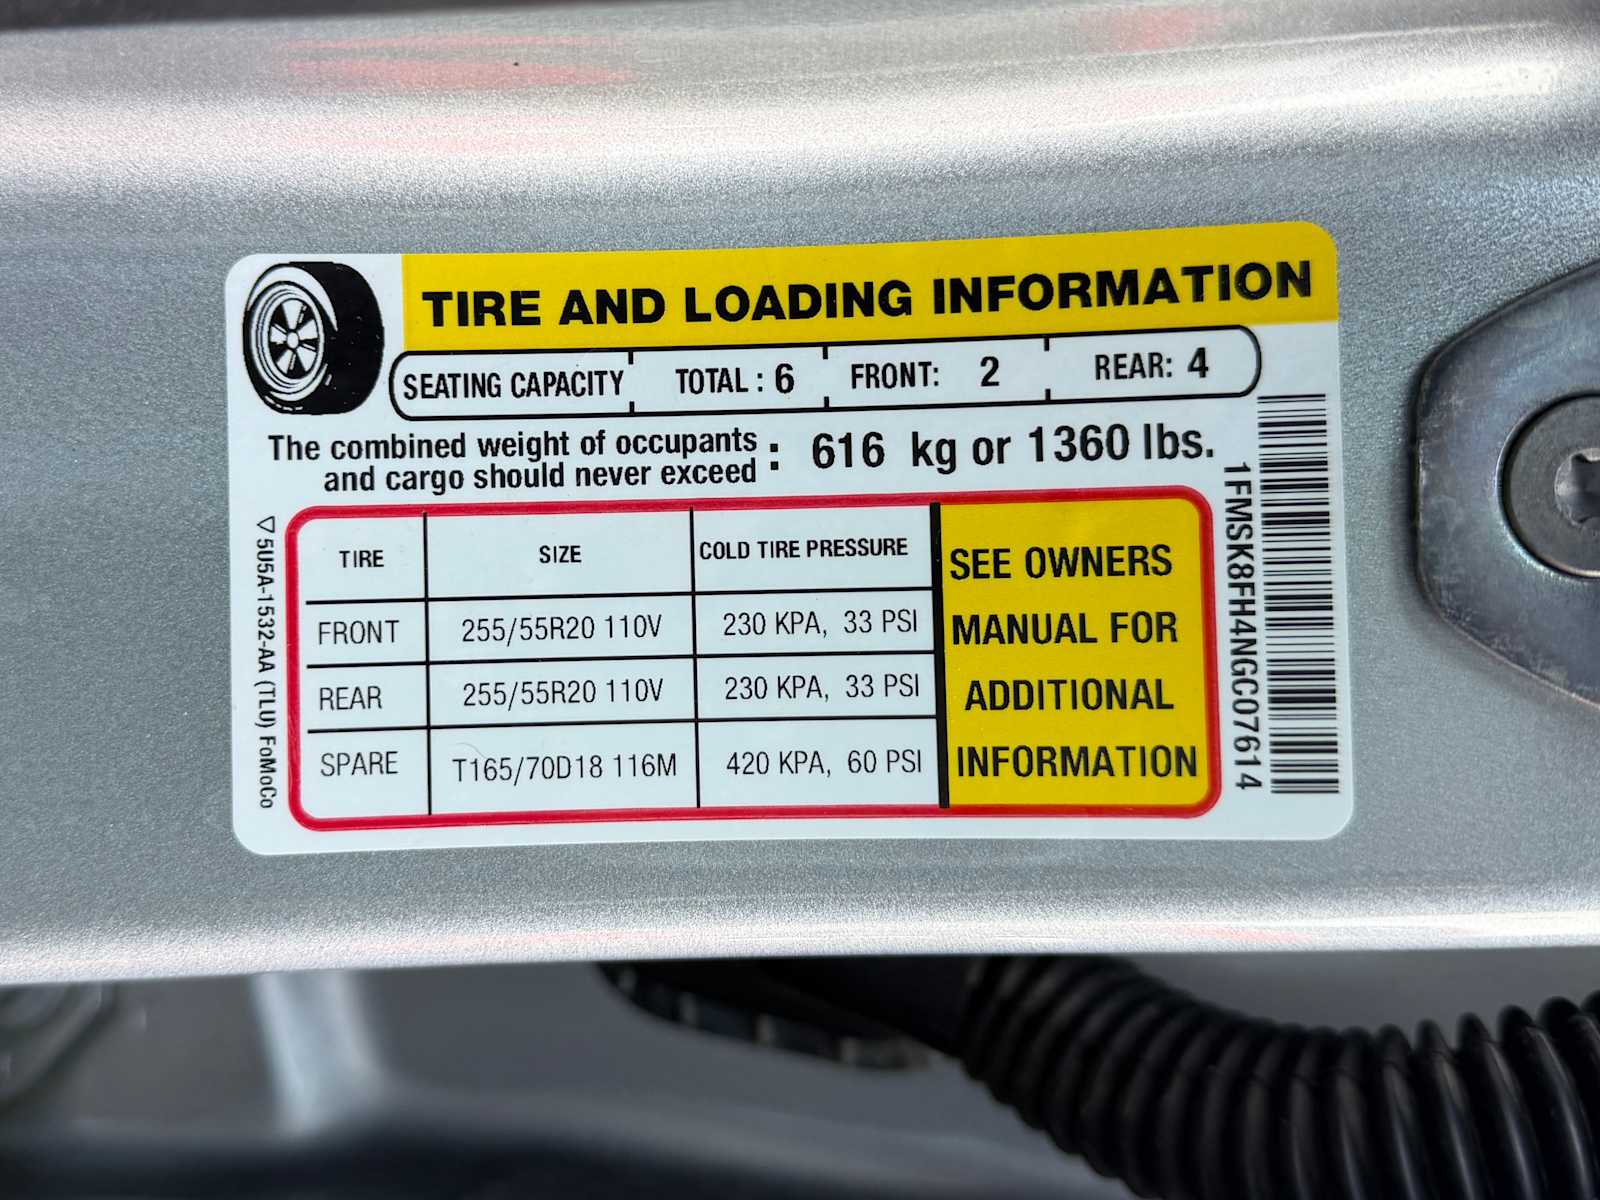 TIRE AND LOADING INFORMATION
SEATING CAPACITY TOTAL : 6 FRONT: 2 REAR: 4
The combined weight of occupants
and cargo should never exceed : 616 kg or 1360 lbs.
TIRE SIZE COLD TIRE PRESSURE
FRONT 255/55R20 110V 230 KPA, 33 PSI
REAR 255/55R20 110V 230 KPA, 33 PSI
SPARE T165/70D18 116M 420 KPA, 60 PSI
SEE OWNERS
MANUAL FOR
ADDITIONAL
INFORMATION
5U5A-1532-AA (TLU) FoMoCo
1FMSK8FH4NGC07614